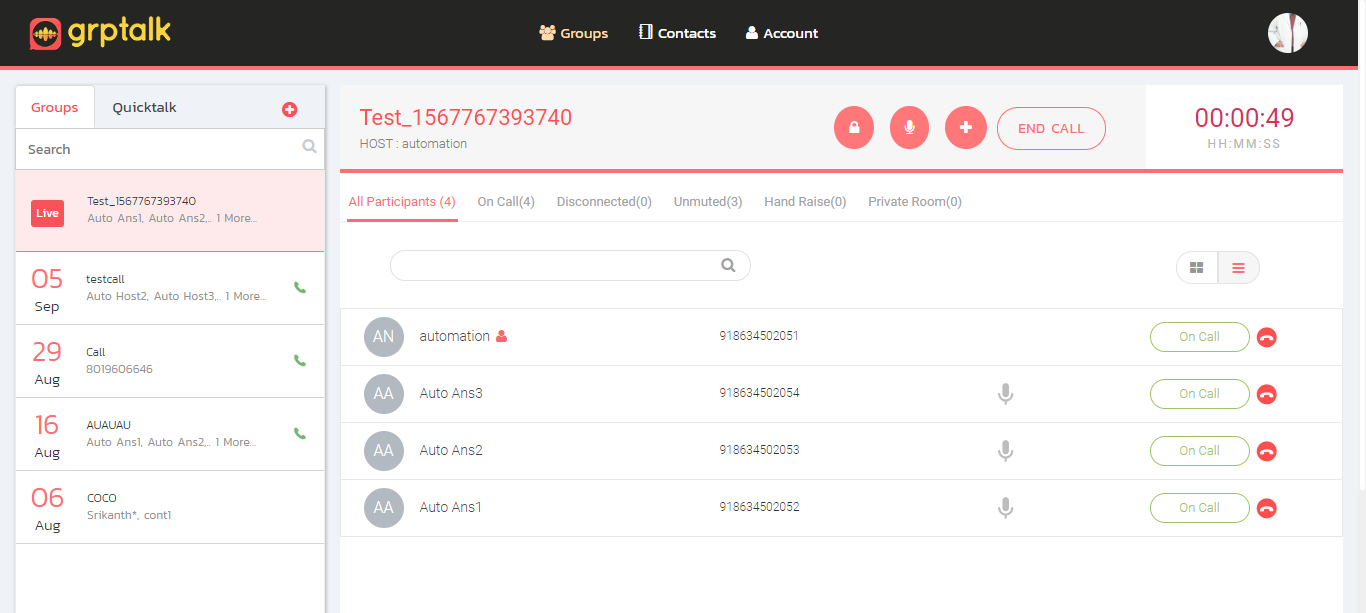 grptalk
Groups
Contacts
Account
Groups
Quicktalk
Search
Live
Test_1567767393740
Auto Ans1, Auto Ans2,.. 1 More...
05
Sep
testcall
Auto Host2, Auto Host3,.. 1 More...
29
Aug
Call
8019606646
16
Aug
AUAUAU
Auto Ans1, Auto Ans2,.. 1 More...
06
Aug
COCO
Srikanth*, cont1
Test_1567767393740
HOST : automation
END CALL
00:00:49
HH:MM:SS
All Participants (4)
On Call(4)
Disconnected(0)
Unmuted(3)
Hand Raise(0)
Private Room(0)
AN
automation
918634502051
On Call
AA
Auto Ans3
918634502054
On Call
AA
Auto Ans2
918634502053
On Call
AA
Auto Ans1
918634502052
On Call